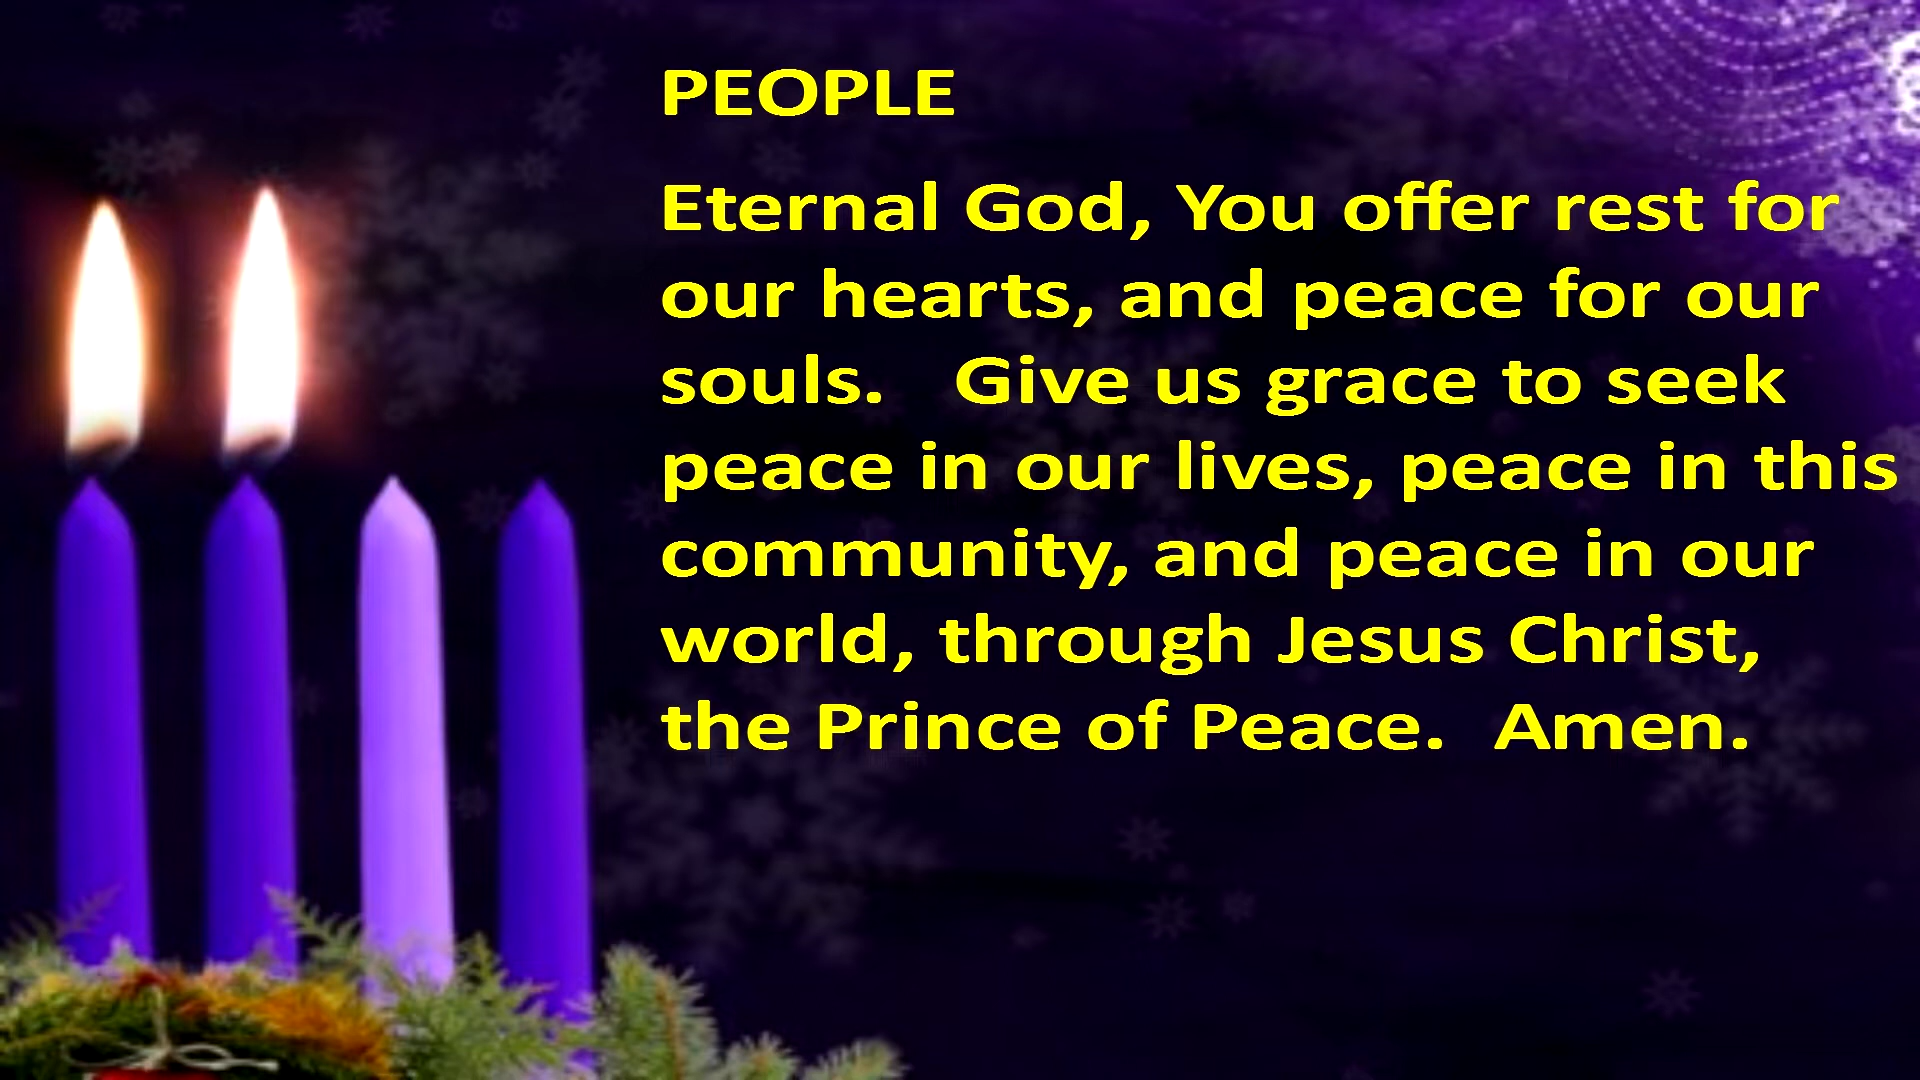 PEOPLE
Eternal God, You offer rest for
our hearts, and peace for our
souls.   Give us grace to seek
peace in our lives, peace in this
community, and peace in our
world, through Jesus Christ,
the Prince of Peace.  Amen.